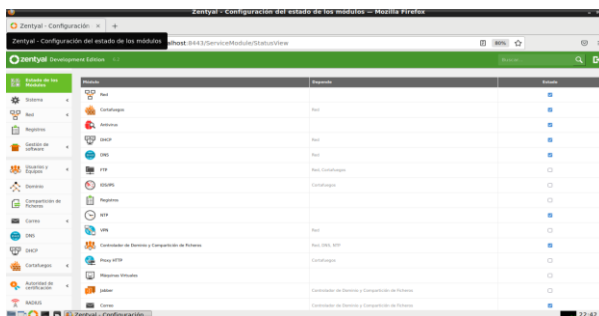 Zentyal - Configuración del estado de los módulos — Mozilla Firefox
Zentyal - Configuración × +
Zentyal - Configuración del estado de los módulos
alhost:8443/ServiceModule/StatusView 80%
zentyal Development Edition
Buscar...
Estado de los Módulos
Sistema
Red
Registros
Gestión de software
Usuarios y Equipos
Dominio
Compartición de Ficheros
Correo
DNS
DHCP
Cortafuegos
Autoridad de certificación
RADIUS
Módulo Depende Estado
Red
Cortafuegos Red
Antivirus
DHCP Red
DNS Red
FTP Red, Cortafuegos
IDS/IPS Cortafuegos
Registros
NTP
VPN Red
Controlador de Dominio y Compartición de Ficheros Red, DNS, NTP
Proxy HTTP Cortafuegos
Máquinas Virtuales
Jabber Controlador de Dominio y Compartición de Ficheros
Correo Controlador de Dominio y Compartición de Ficheros
Zentyal - Configuración... 22:42